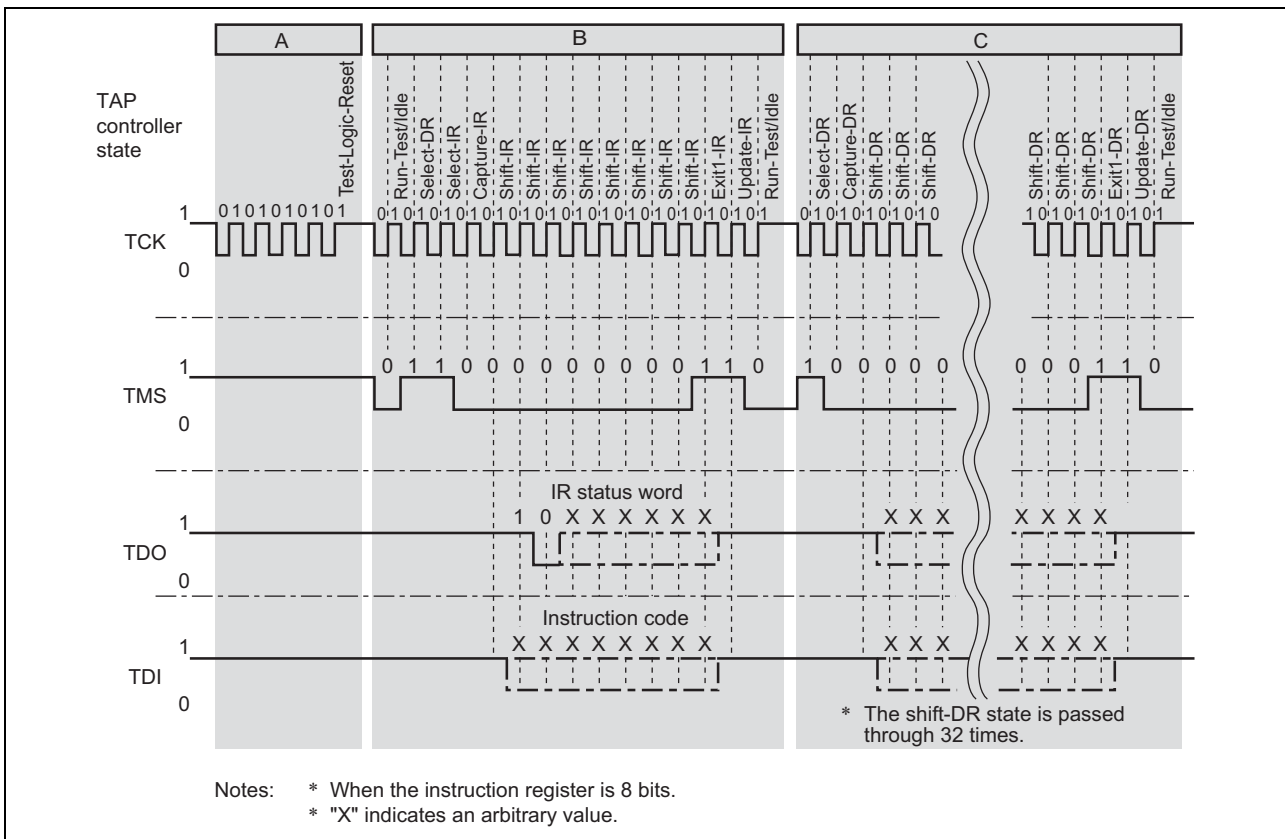 A B C
TAP
controller
state
Test-Logic-Reset
Run-Test/Idle
Select-DR
Select-IR
Capture-IR
Shift-IR
Shift-IR
Shift-IR
Shift-IR
Shift-IR
Shift-IR
Shift-IR
Shift-IR
Exit1-IR
Update-IR
Run-Test/Idle
Select-DR
Capture-DR
Shift-DR
Shift-DR
Shift-DR
Shift-DR
Shift-DR
Shift-DR
Exit1-DR
Update-DR
Run-Test/Idle
1 0101010101 010101010101010101010101010101 01010101010 10101010101
TCK
0
1 0 1 1 0 0 0 0 0 0 0 0 0 1 1 0 1 0 0 0 0 0 0 0 0 1 1 0
TMS
0
IR status word
1 1 0 X X X X X X X X X X X X X
TDO
0
Instruction code
1 X X X X X X X X X X X X X X X
TDI
0
* The shift-DR state is passed
through 32 times.
Notes: * When the instruction register is 8 bits.
* "X" indicates an arbitrary value.